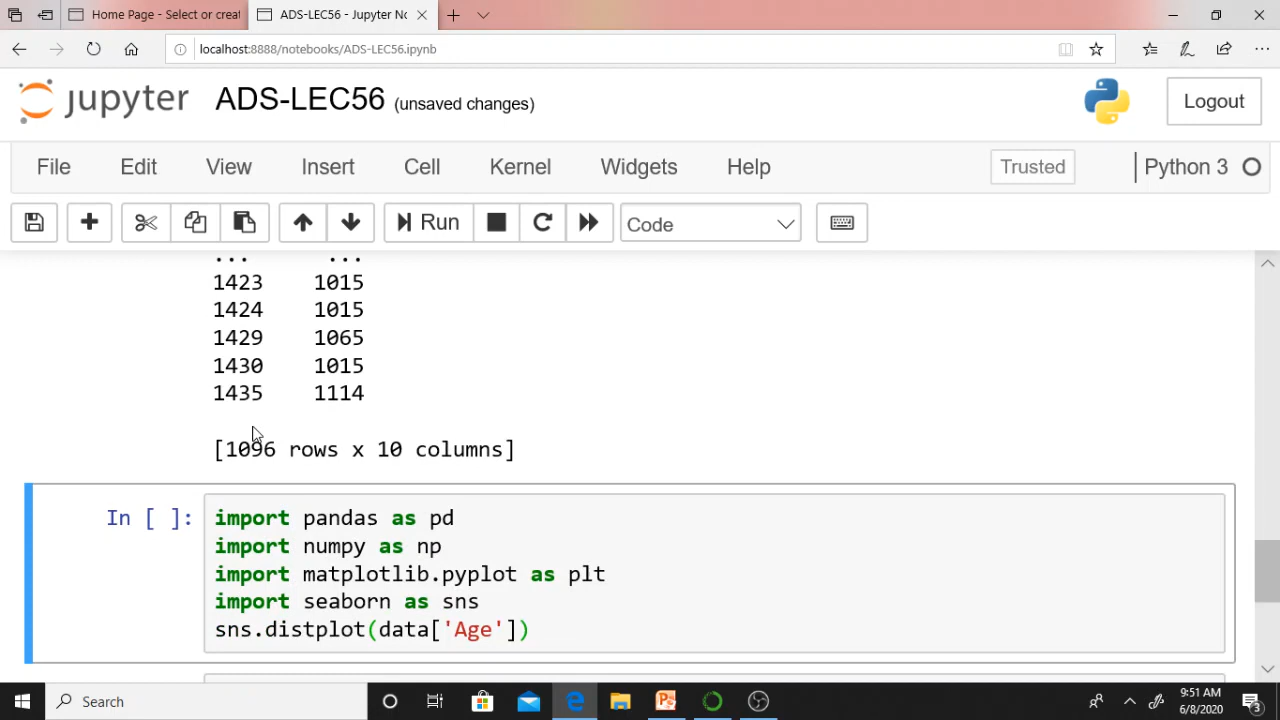 Home Page - Select or creat
ADS-LEC56 - Jupyter No
localhost:8888/notebooks/ADS-LEC56.ipynb
jupyter ADS-LEC56 (unsaved changes)
Logout
File Edit View Insert Cell Kernel Widgets Help
Trusted
Python 3
Run
Code
... ...
1423 1015
1424 1015
1429 1065
1430 1015
1435 1114
[1096 rows x 10 columns]
In [ ]: import pandas as pd
import numpy as np
import matplotlib.pyplot as plt
import seaborn as sns
sns.distplot(data['Age'])
Search
9:51 AM
6/8/2020
3